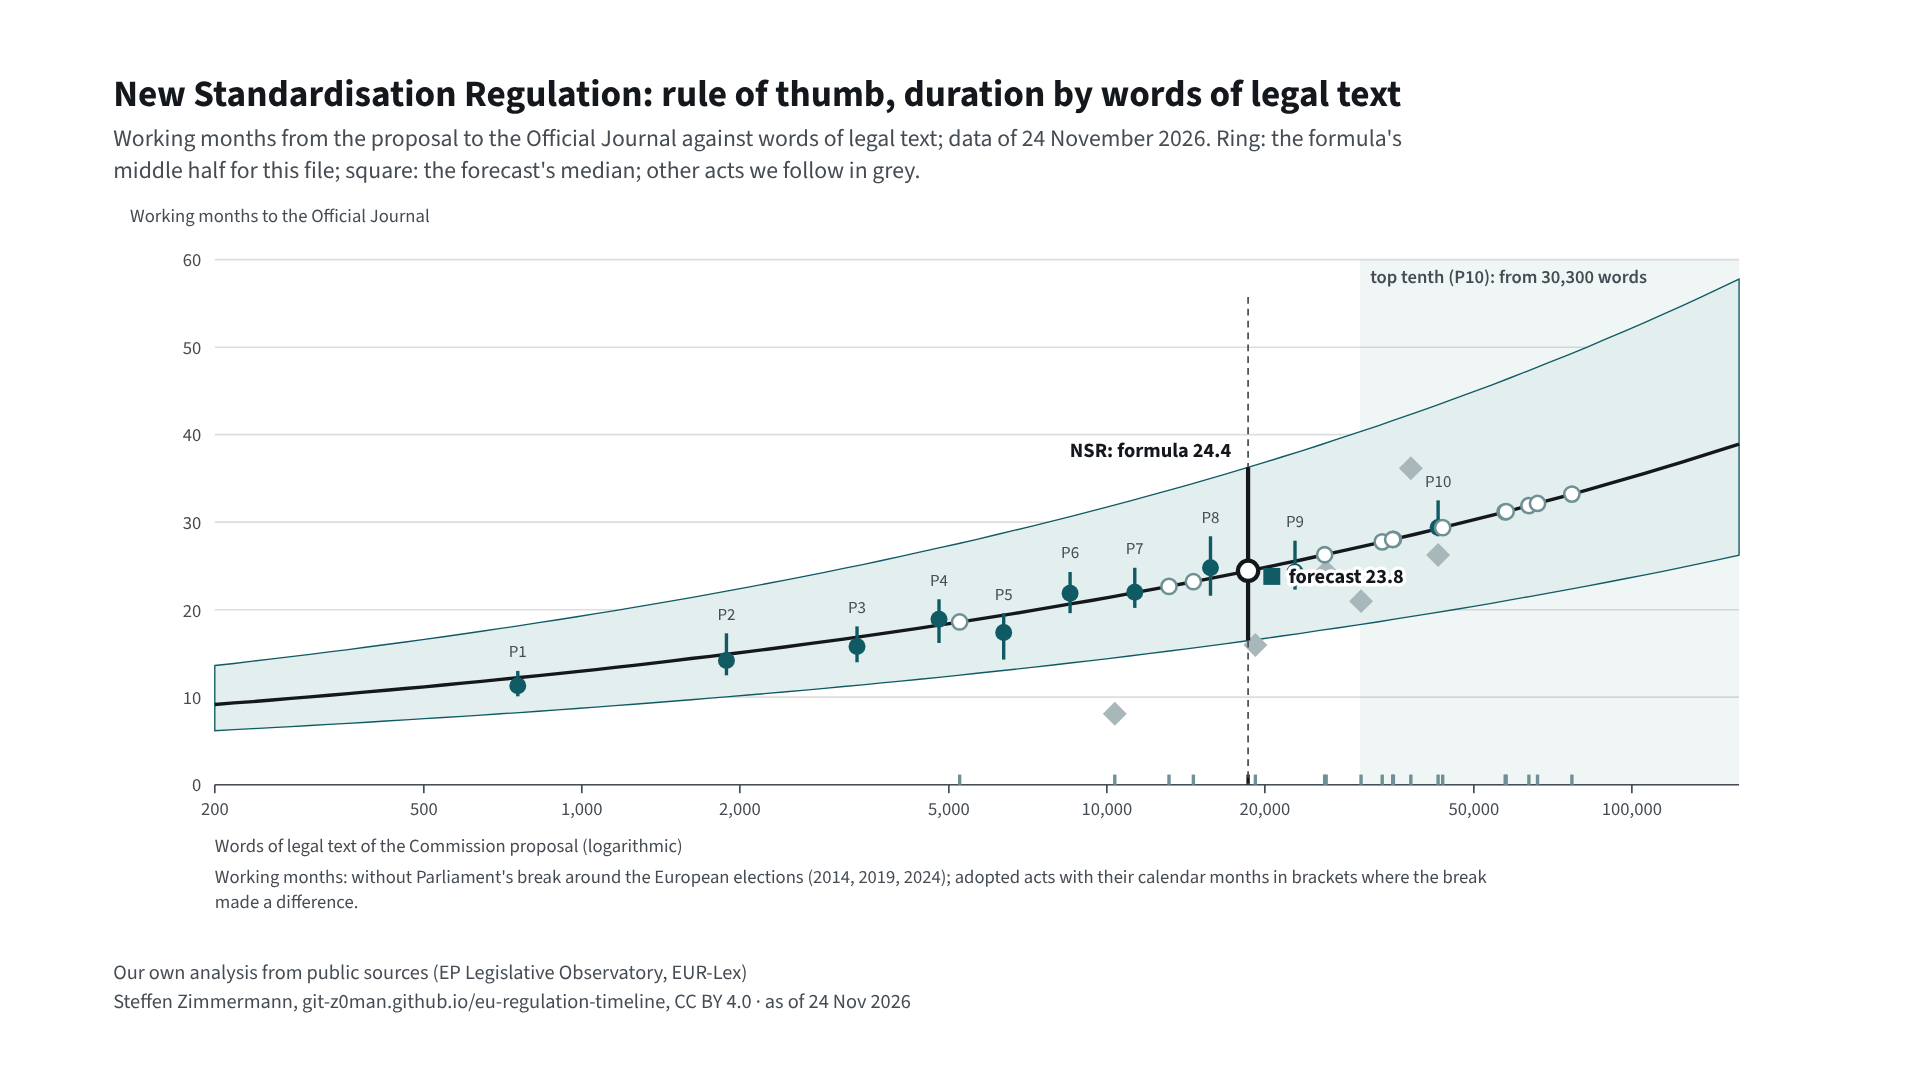 New Standardisation Regulation: rule of thumb, duration by words of legal text
Working months from the proposal to the Official Journal against words of legal text; data of 24 November 2026. Ring: the formula's
middle half for this file; square: the forecast's median; other acts we follow in grey.
Working months to the Official Journal
60
top tenth (P10): from 30,300 words
50
40
NSR: formula 24.4
P10
P8
P9
30
P7
P6
forecast 23.8
P4
P5
P3
P2
20
P1
10
0
200
500
1,000
2,000
5,000
10,000
20,000
50,000
100,000
Words of legal text of the Commission proposal (logarithmic)
Working months: without Parliament's break around the European elections (2014, 2019, 2024); adopted acts with their calendar months in brackets where the break
made a difference.
Our own analysis from public sources (EP Legislative Observatory, EUR-Lex)
Steffen Zimmermann, git-z0man.github.io/eu-regulation-timeline, CC BY 4.0 · as of 24 Nov 2026